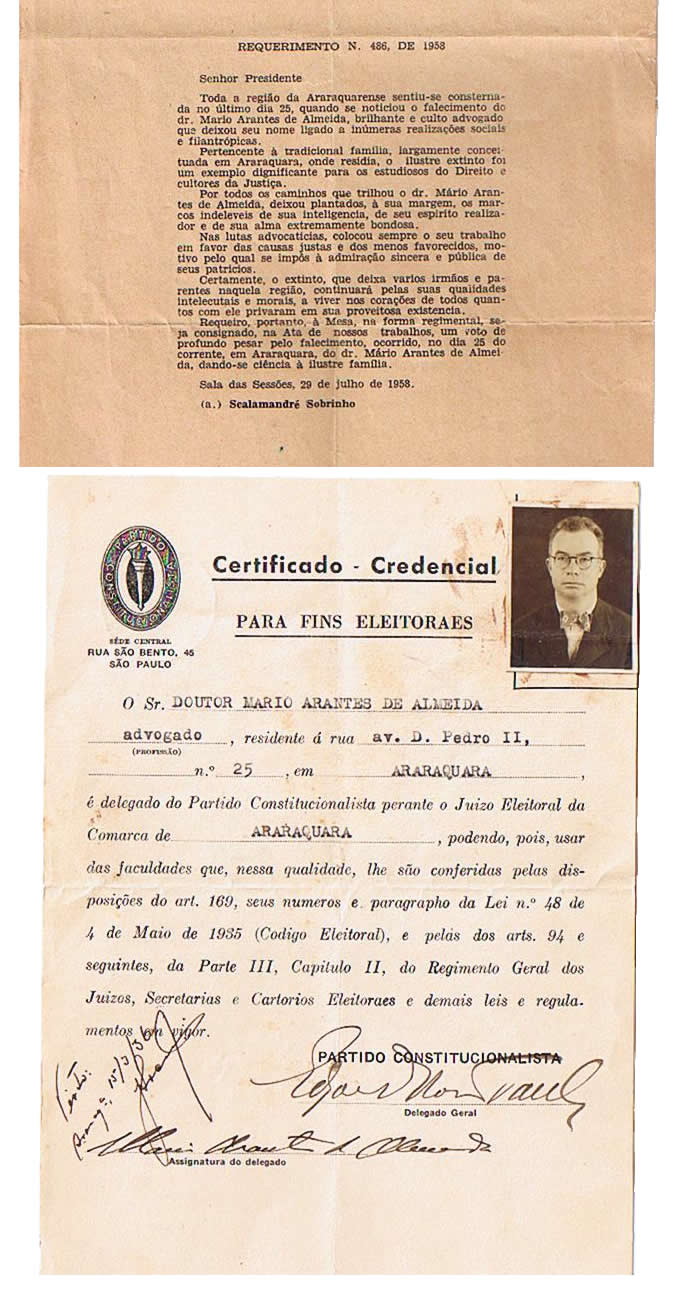 REQUERIMENTO N. 486, DE 1958
Senhor Presidente
Toda a região da Araraquarense sentiu-se consterna-
da no último dia 25, quando se noticiou o falecimento do
dr. Mario Arantes de Almeida, brilhante e culto advogado
que deixou seu nome ligado a inúmeras realizações sociais
e filantrópicas.
Pertencente à tradicional família, largamente concei-
tuada em Araraquara, onde residia, o ilustre extinto foi
um exemplo dignificante para os estudiosos do Direito e
cultores da Justiça.
Por todos os caminhos que trilhou o dr. Mário Aran-
tes de Almeida, deixou plantados, à sua margem, os mar-
cos indeleveis de sua inteligencia, de seu espirito realiza-
dor e de sua alma extremamente bondosa.
Nas lutas advocatícias, colocou sempre o seu trabalho
em favor das causas justas e dos menos favorecidos, mo-
tivo pelo qual se impôs à admiração sincera e pública de
seus patricios.
Certamente, o extinto, que deixa varios irmãos e pa-
rentes naquela região, continuará pelas suas qualidades
intelecutais e morais, a viver nos corações de todos quan-
tos com ele privaram em sua proveitosa existencia.
Requeiro, portanto, à Mesa, na forma regimental, se-
ja consignado, na Ata de nossos trabalhos, um voto de
profundo pesar pelo falecimento, ocorrido, no dia 25 do
corrente, em Araraquara, do dr. Mário Arantes de Almei-
da, dando-se ciência à ilustre família.
Sala das Sessões, 29 de julho de 1958.
(a.) Scalamandré Sobrinho
PARTIDO CONSTITUCIONALISTA
SÉDE CENTRAL
RUA SÃO BENTO, 45
SÃO PAULO
Certificado - Credencial
PARA FINS ELEITORAES
O Sr. DOUTOR MARIO ARANTES DE ALMEIDA
advogado, residente á rua av. D. Pedro II,
(PROFISSÃO)
n.º 25, em ARARAQUARA,
é delegado do Partido Constitucionalista perante o Juizo Eleitoral da
Comarca de ARARAQUARA, podendo, pois, usar
das faculdades que, nessa qualidade, lhe são conferidas pelas dis-
posições do art. 169, seus numeros e paragrapho da Lei n.º 48 de
4 de Maio de 1935 (Codigo Eleitoral), e pelas dos arts. 94 e
seguintes, da Parte III, Capitulo II, do Regimento Geral dos
Juizos, Secretarias e Cartorios Eleitoraes e demais leis e regula-
mentos em vigor.
PARTIDO CONSTITUCIONALISTA
Delegado Geral
Mario Arantes de Almeida
Assignatura do delegado